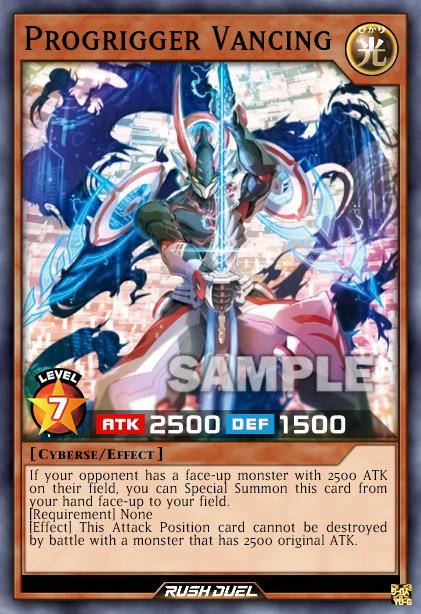 PROGRIGGER VANCING
ひかり
光
SAMPLE
LEVEL
7
ATK 2500 DEF 1500
[ CYBERSE/EFFECT ]
If your opponent has a face-up monster with 2500 ATK
on their field, you can Special Summon this card from
your hand face-up to your field.
[Requirement] None
[Effect] This Attack Position card cannot be destroyed
by battle with a monster that has 2500 original ATK.
RUSH DUEL